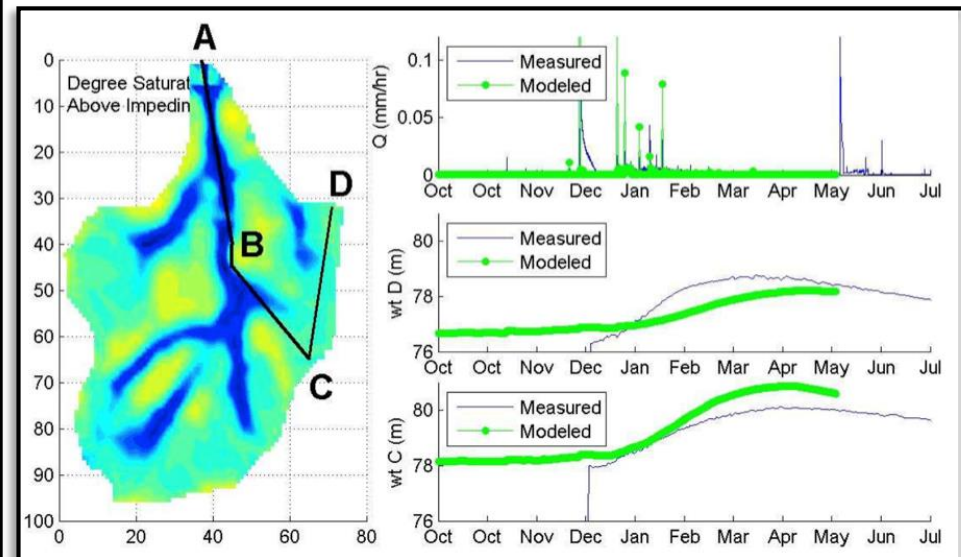 A
Degree Saturat
Above Impedin
D
B
C
0
10
20
30
40
50
60
70
80
90
100
0 20 40 60 80
Measured
Modeled
Q (mm/hr)
0.1
0.05
0
Oct Oct Nov Dec Jan Feb Mar Apr May Jun Jul
Measured
Modeled
wt D (m)
80
78
76
Oct Oct Nov Dec Jan Feb Mar Apr May Jun Jul
Measured
Modeled
wt C (m)
80
78
76
Oct Oct Nov Dec Jan Feb Mar Apr May Jun Jul